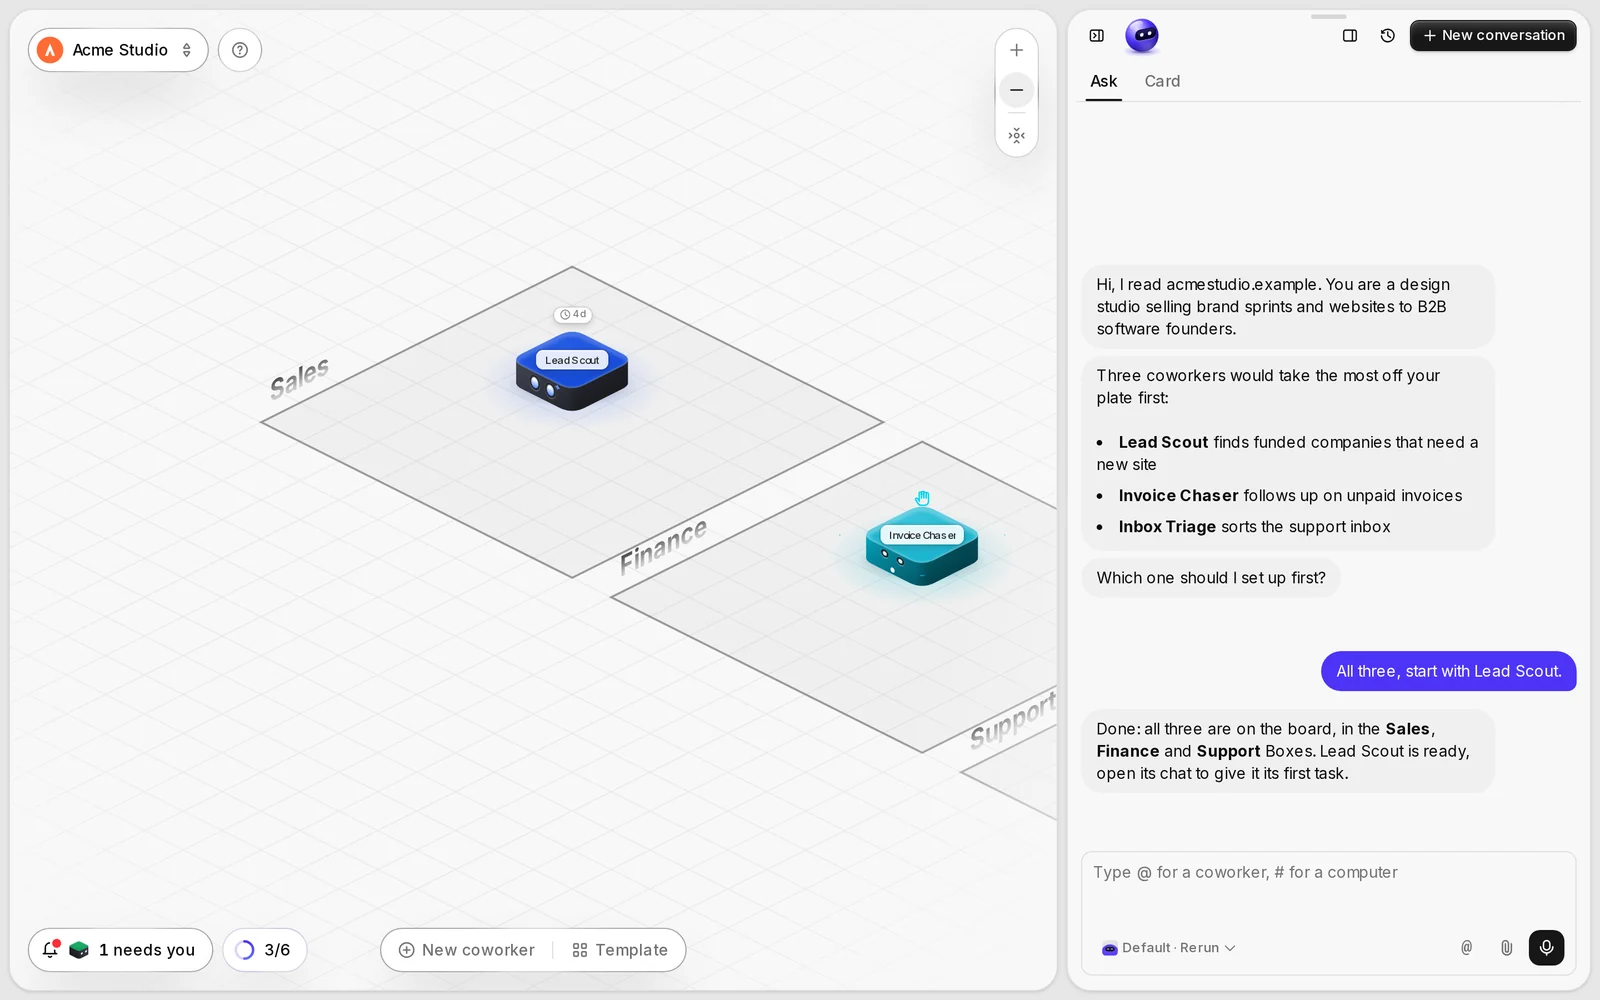 Acme Studio
New conversation
Ask
Card
4d
Lead Scout
Sales
Finance
Invoice Chaser
Support
Hi, I read acmestudio.example. You are a design
studio selling brand sprints and websites to B2B
software founders.
Three coworkers would take the most off your
plate first:
• Lead Scout finds funded companies that need a
new site
• Invoice Chaser follows up on unpaid invoices
• Inbox Triage sorts the support inbox
Which one should I set up first?
All three, start with Lead Scout.
Done: all three are on the board, in the Sales,
Finance and Support Boxes. Lead Scout is ready,
open its chat to give it its first task.
Type @ for a coworker, # for a computer
Default · Rerun
@
1 needs you
3/6
New coworker
Template